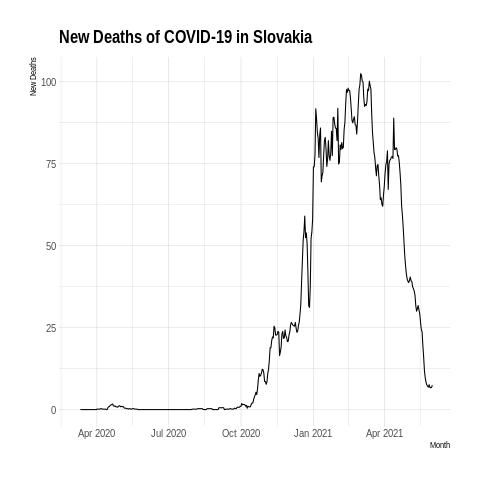 New Deaths of COVID-19 in Slovakia
New Deaths
100
75
50
25
0
Apr 2020 Jul 2020 Oct 2020 Jan 2021 Apr 2021
Month